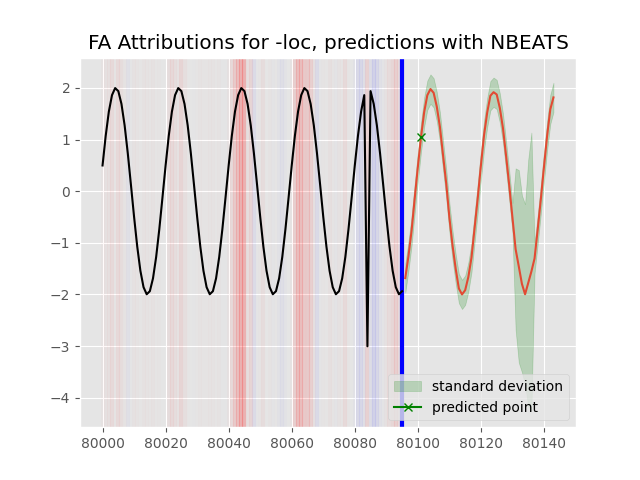 FA Attributions for -loc, predictions with NBEATS
2
1
0
−1
−2
−3
−4
standard deviation
predicted point
80000 80020 80040 80060 80080 80100 80120 80140